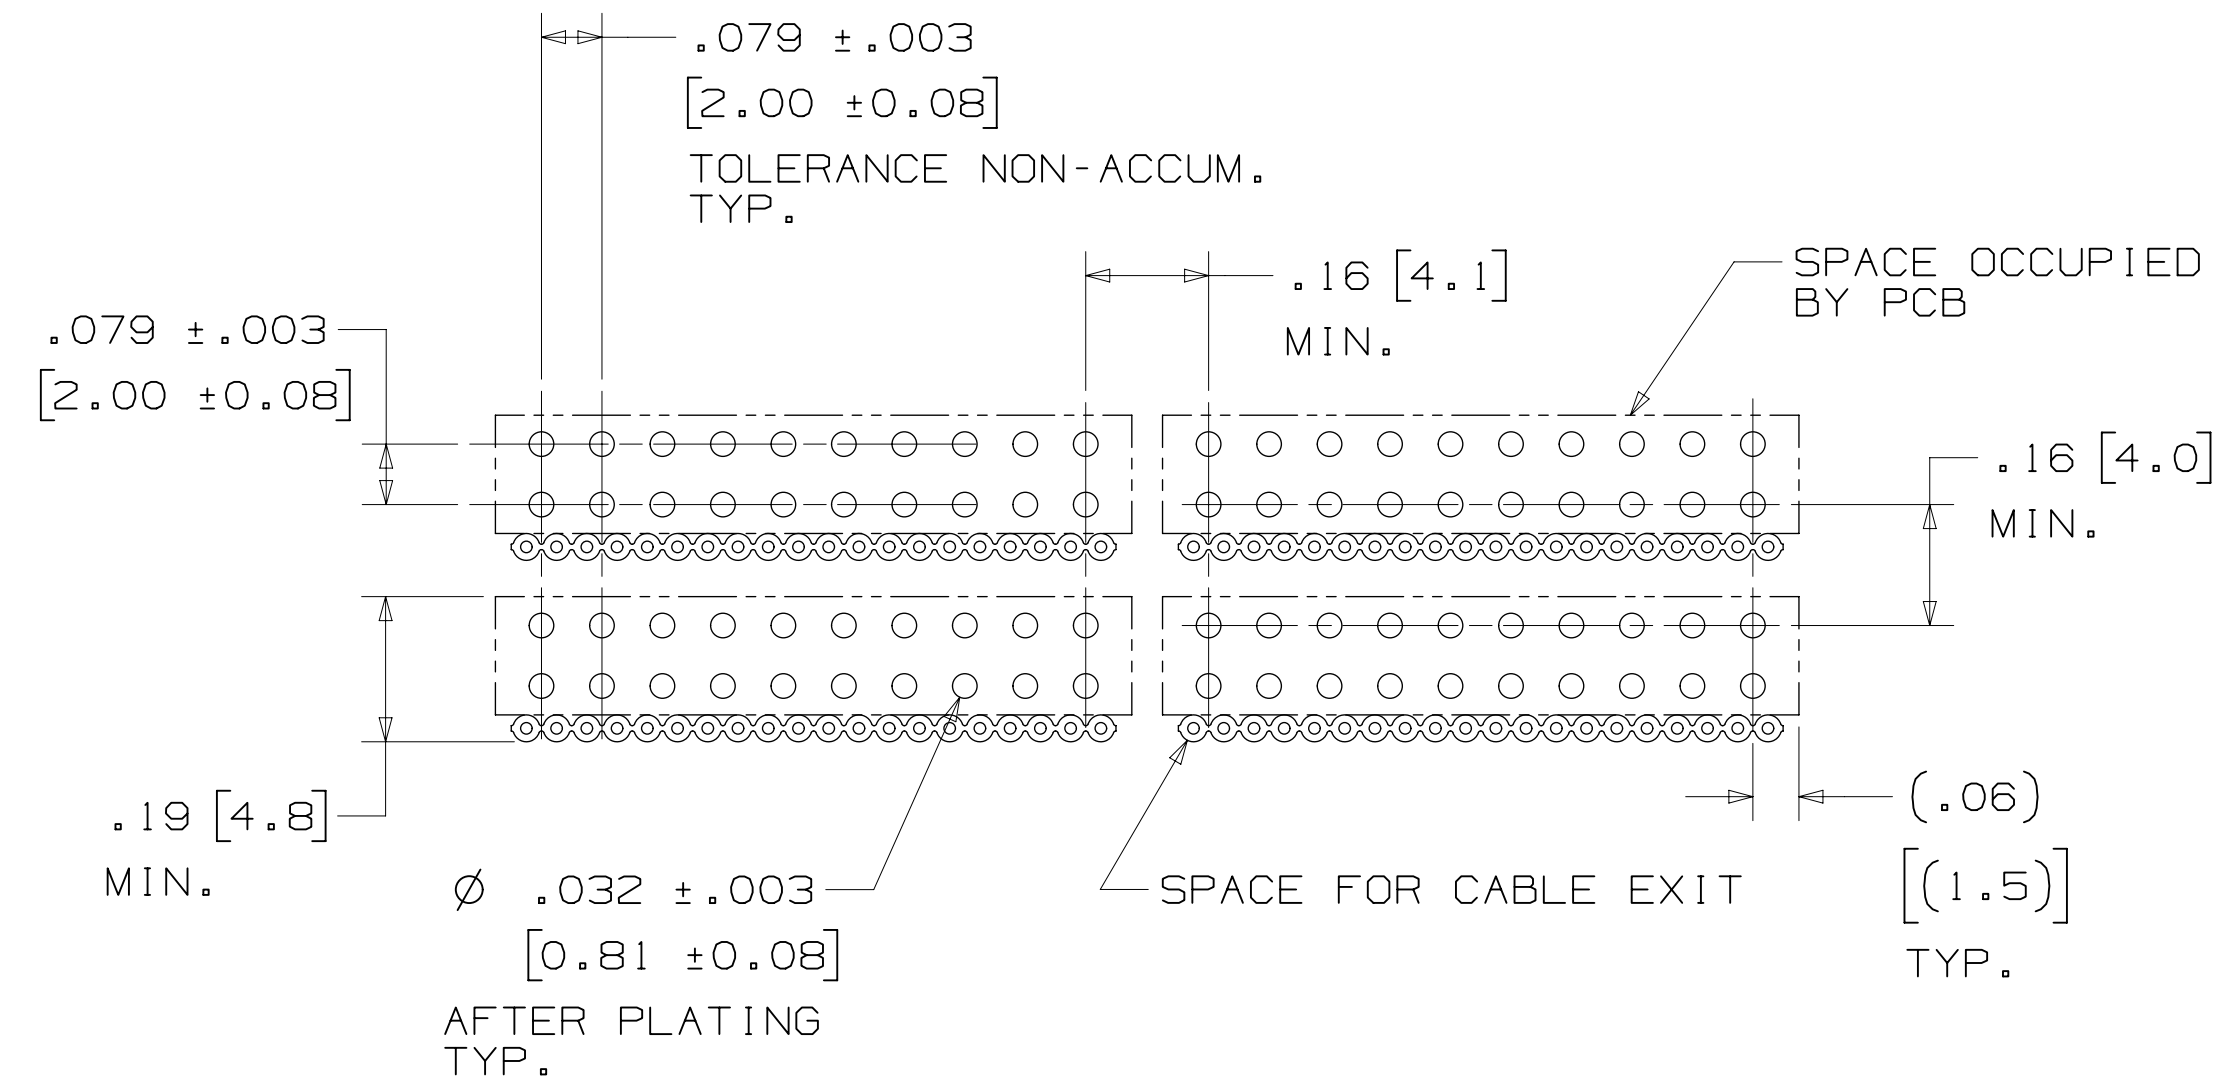 .079 ±.003
[2.00 ±0.08]
TOLERANCE NON-ACCUM.
TYP.
.16 [4.1]
MIN.
SPACE OCCUPIED
BY PCB
.079 ±.003
[2.00 ±0.08]
.16 [4.0]
MIN.
.19 [4.8]
MIN.
Ø .032 ±.003
[0.81 ±0.08]
AFTER PLATING
TYP.
SPACE FOR CABLE EXIT
(.06)
[(1.5)]
TYP.